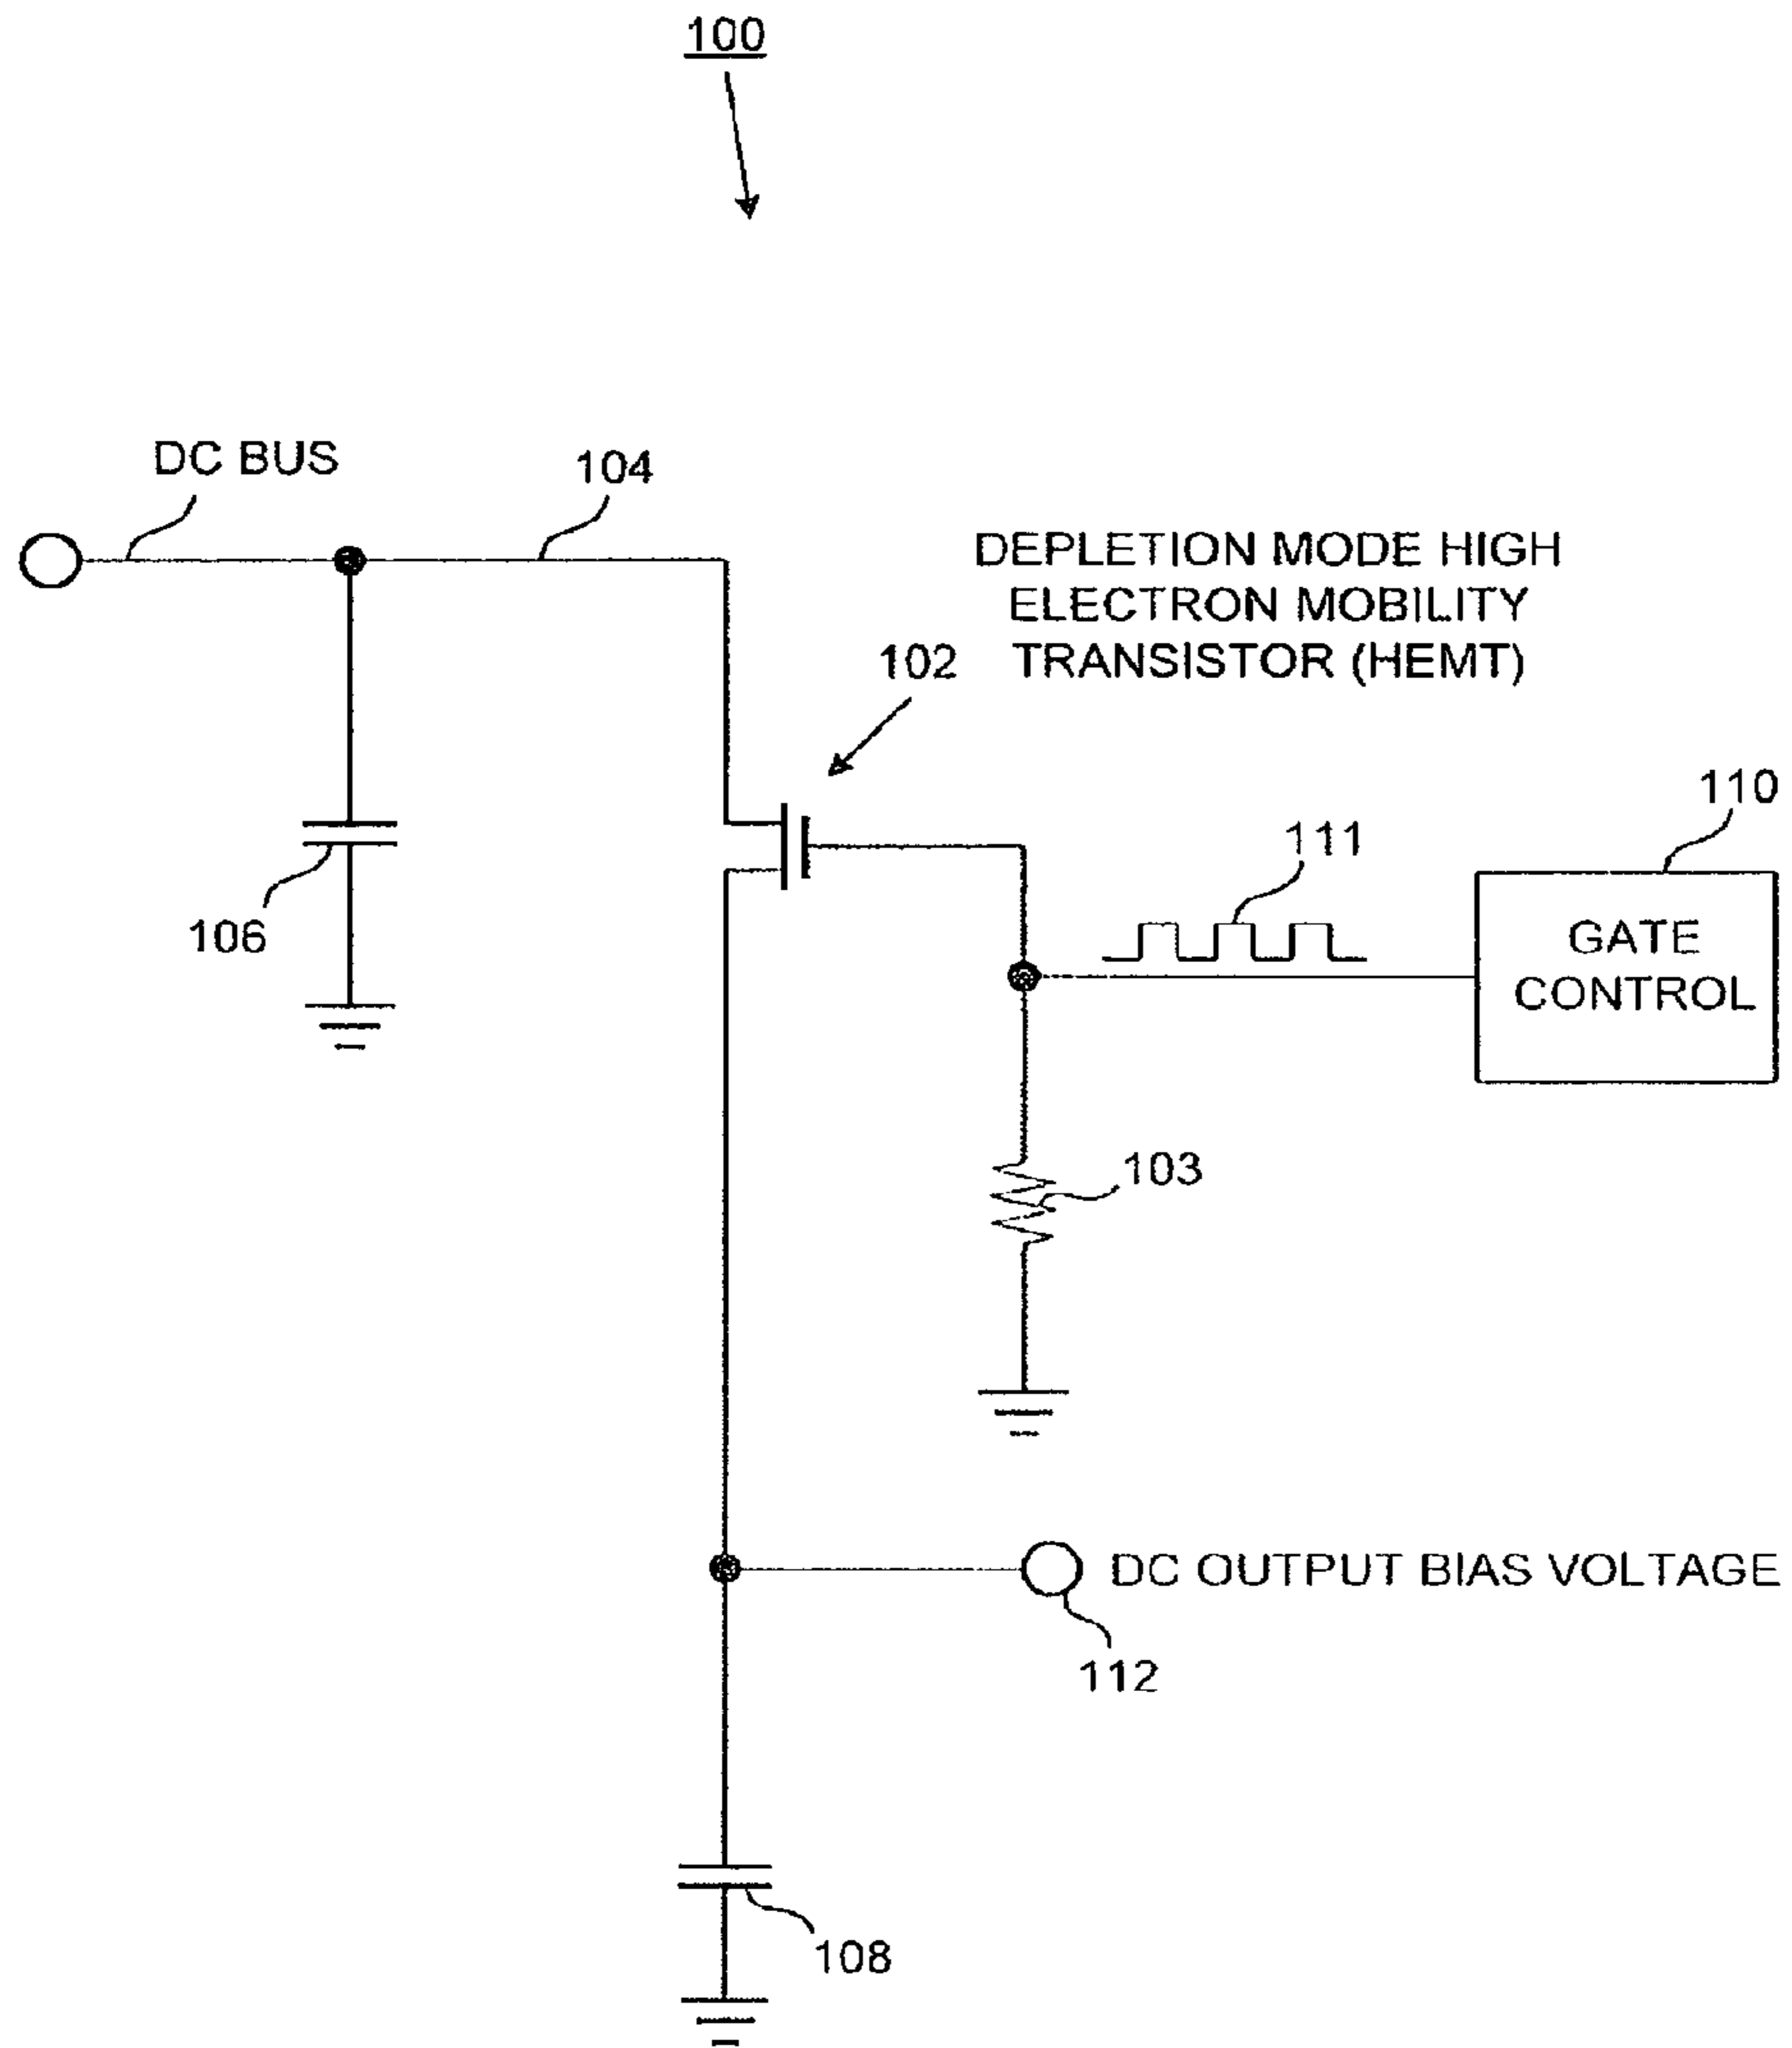 100
DC BUS
104
DEPLETION MODE HIGH
ELECTRON MOBILITY
TRANSISTOR (HEMT)
102
110
111
106
GATE
CONTROL
103
DC OUTPUT BIAS VOLTAGE
112
108